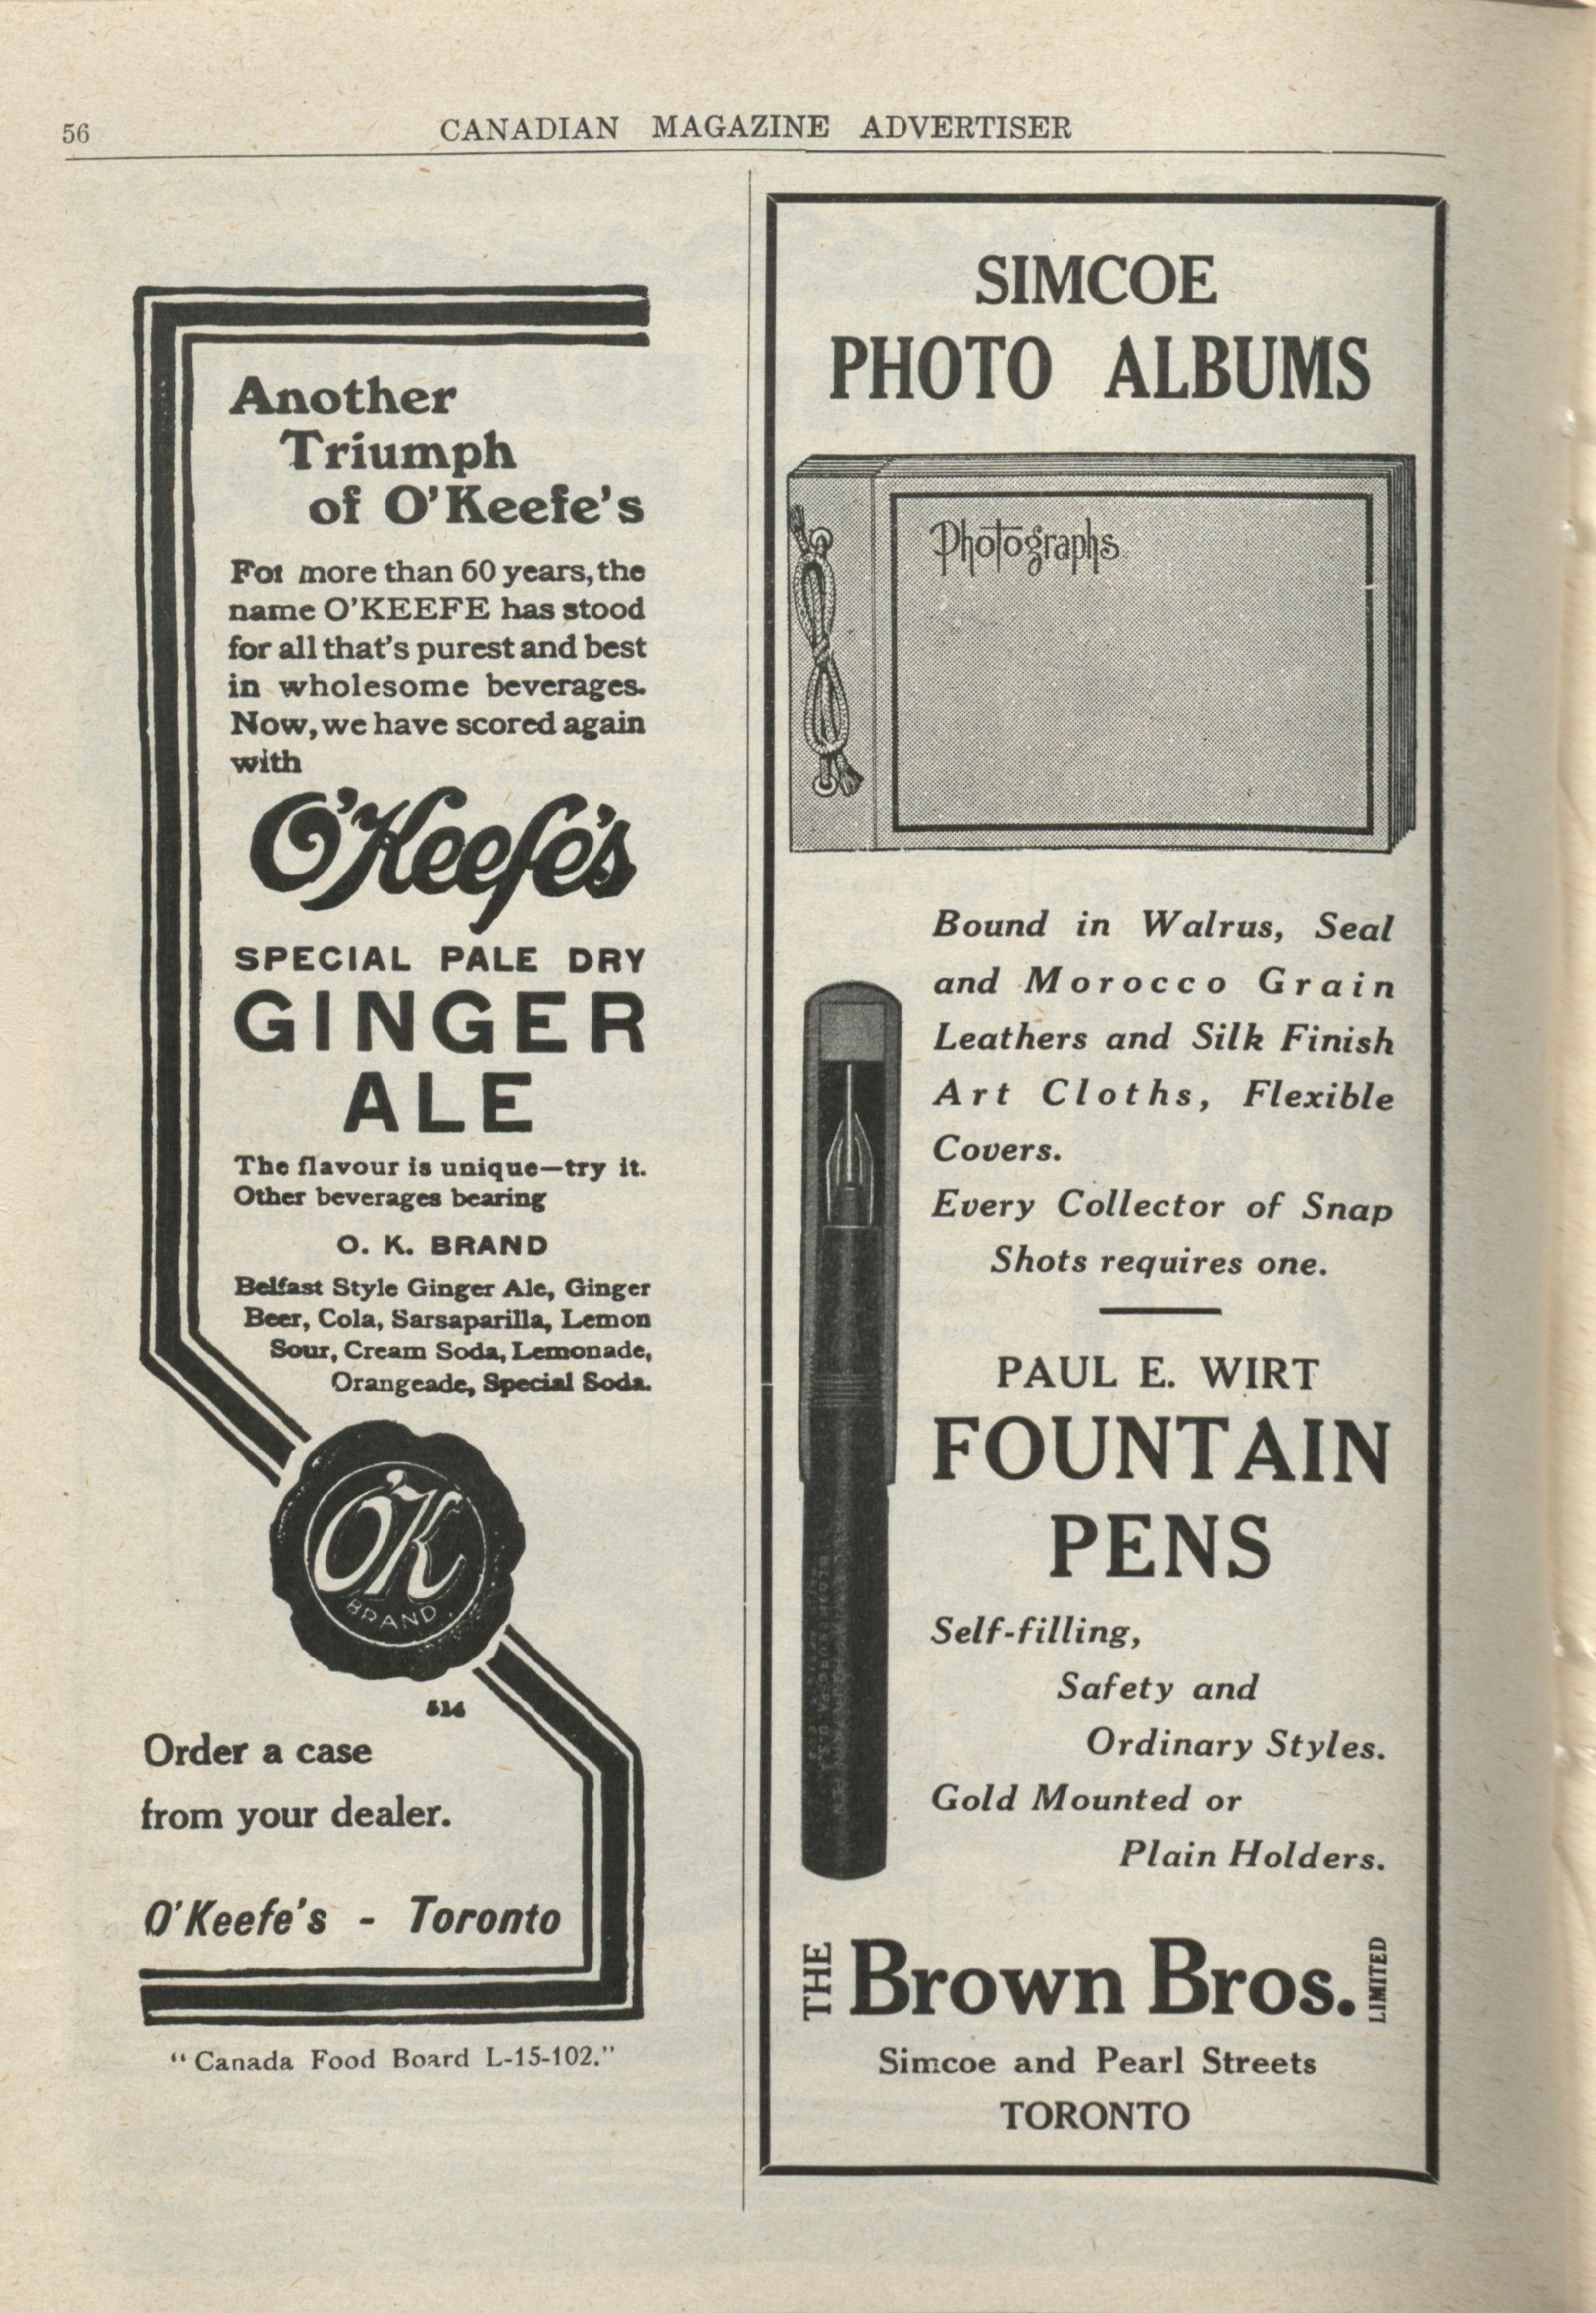 56
CANADIAN MAGAZINE ADVERTISER
Another
Triumph
of O'Keefe's
For more than 60 years, the
name O'KEEFE has stood
for all that's purest and best
in wholesome beverages.
Now, we have scored again
with
O'Keefe's
SPECIAL PALE DRY
GINGER
ALE
The flavour is unique—try it.
Other beverages bearing
O. K. BRAND
Belfast Style Ginger Ale, Ginger
Beer, Cola, Sarsaparilla, Lemon
Sour, Cream Soda, Lemonade,
Orangeade, Special Soda.
O'K
BRAND
514
Order a case
from your dealer.
O'Keefe's - Toronto
"Canada Food Board L-15-102."
SIMCOE
PHOTO ALBUMS
Photographs
Bound in Walrus, Seal
and Morocco Grain
Leathers and Silk Finish
Art Cloths, Flexible
Covers.
Every Collector of Snap
Shots requires one.
PAUL E. WIRT
FOUNTAIN
PENS
Self-filling,
Safety and
Ordinary Styles.
Gold Mounted or
Plain Holders.
THE Brown Bros. LIMITED
Simcoe and Pearl Streets
TORONTO